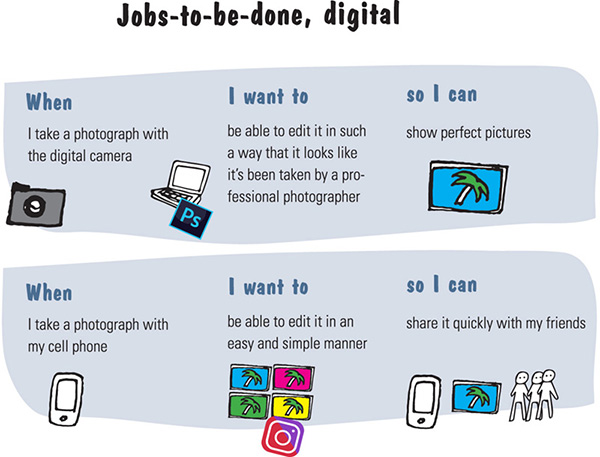 Jobs-to-be-done, digital
When
I take a photograph with
the digital camera
I want to
be able to edit it in such
a way that it looks like
it's been taken by a pro-
fessional photographer
so I can
show perfect pictures
Ps
When
I take a photograph with
my cell phone
I want to
be able to edit it in an
easy and simple manner
so I can
share it quickly with my friends